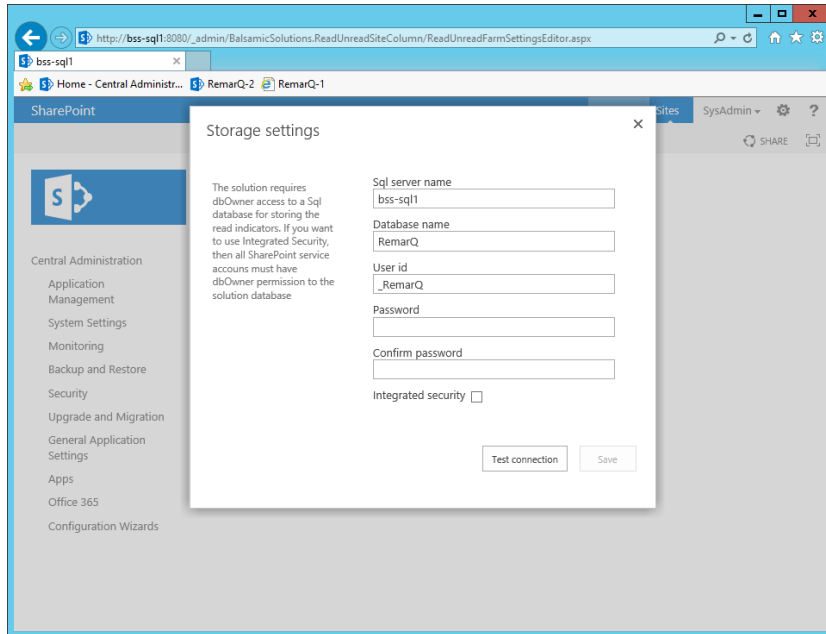 http://bss-sql1:8080/_admin/BalsamicSolutions.ReadUnreadSiteColumn/ReadUnreadFarmSettingsEditor.aspx
bss-sql1
Home - Central Administr...
RemarQ-2
RemarQ-1
SharePoint
Sites
SysAdmin
?
SHARE
S
Central Administration
Application
Management
System Settings
Monitoring
Backup and Restore
Security
Upgrade and Migration
General Application
Settings
Apps
Office 365
Configuration Wizards
Storage settings
The solution requires
dbOwner access to a Sql
database for storing the
read indicators. If you want
to use Integrated Security,
then all SharePoint service
accouns must have
dbOwner permission to the
solution database
Sql server name
bss-sql1
Database name
RemarQ
User id
_RemarQ
Password
Confirm password
Integrated security
Test connection
Save